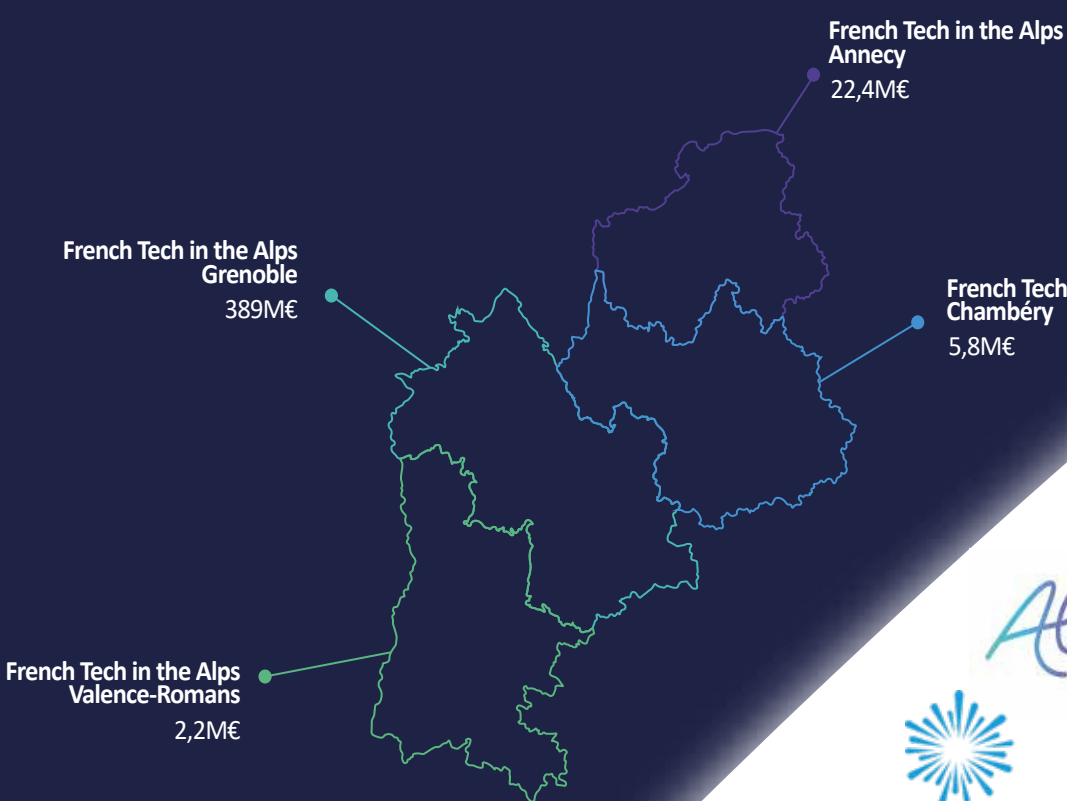 French Tech in the Alps
Annecy
22,4M€
French Tech in the Alps
Grenoble
389M€
French Tech
Chambéry
5,8M€
French Tech in the Alps
Valence-Romans
2,2M€